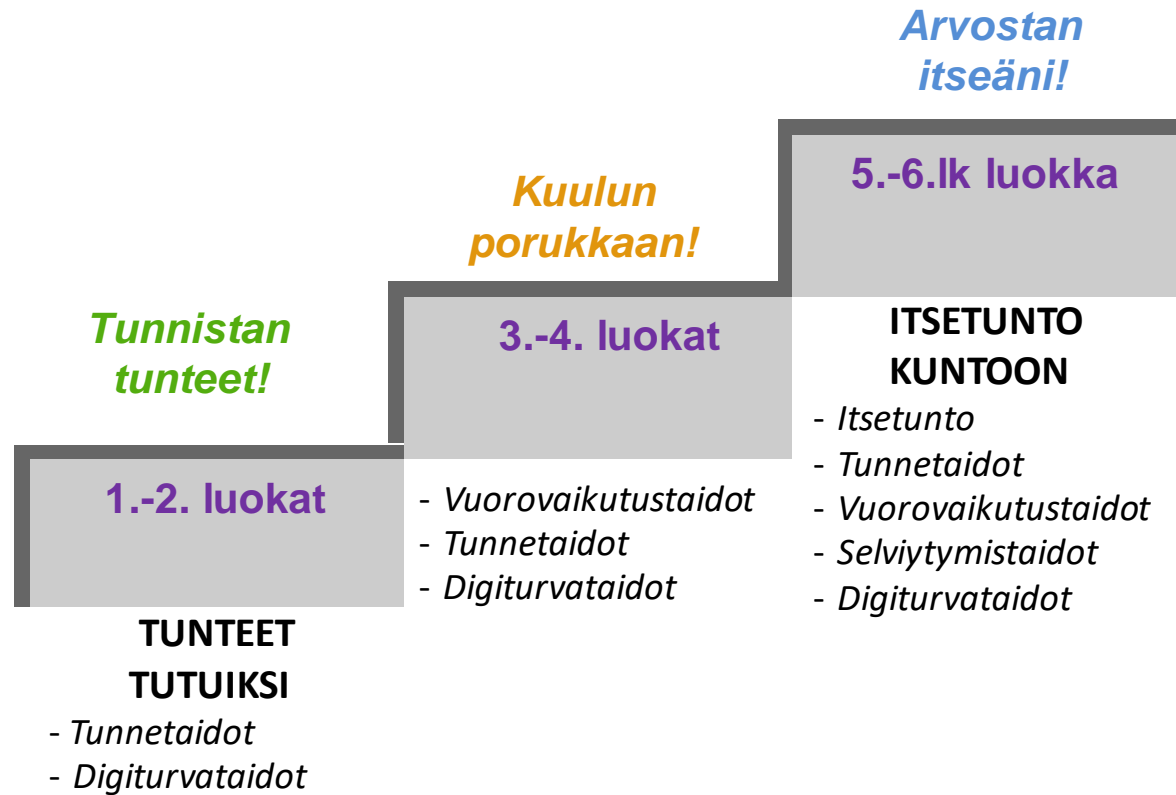 Tunnistan
tunteet!
1.-2. luokat
TUNTEET
TUTUIKSI
- Tunnetaidot
- Digiturvataidot
Kuulun
porukkaan!
3.-4. luokat
- Vuorovaikutustaidot
- Tunnetaidot
- Digiturvataidot
Arvostan
itseäni!
5.-6.lk luokka
ITSETUNTO
KUNTOON
- Itsetunto
- Tunnetaidot
- Vuorovaikutustaidot
- Selviytymistaidot
- Digiturvataidot